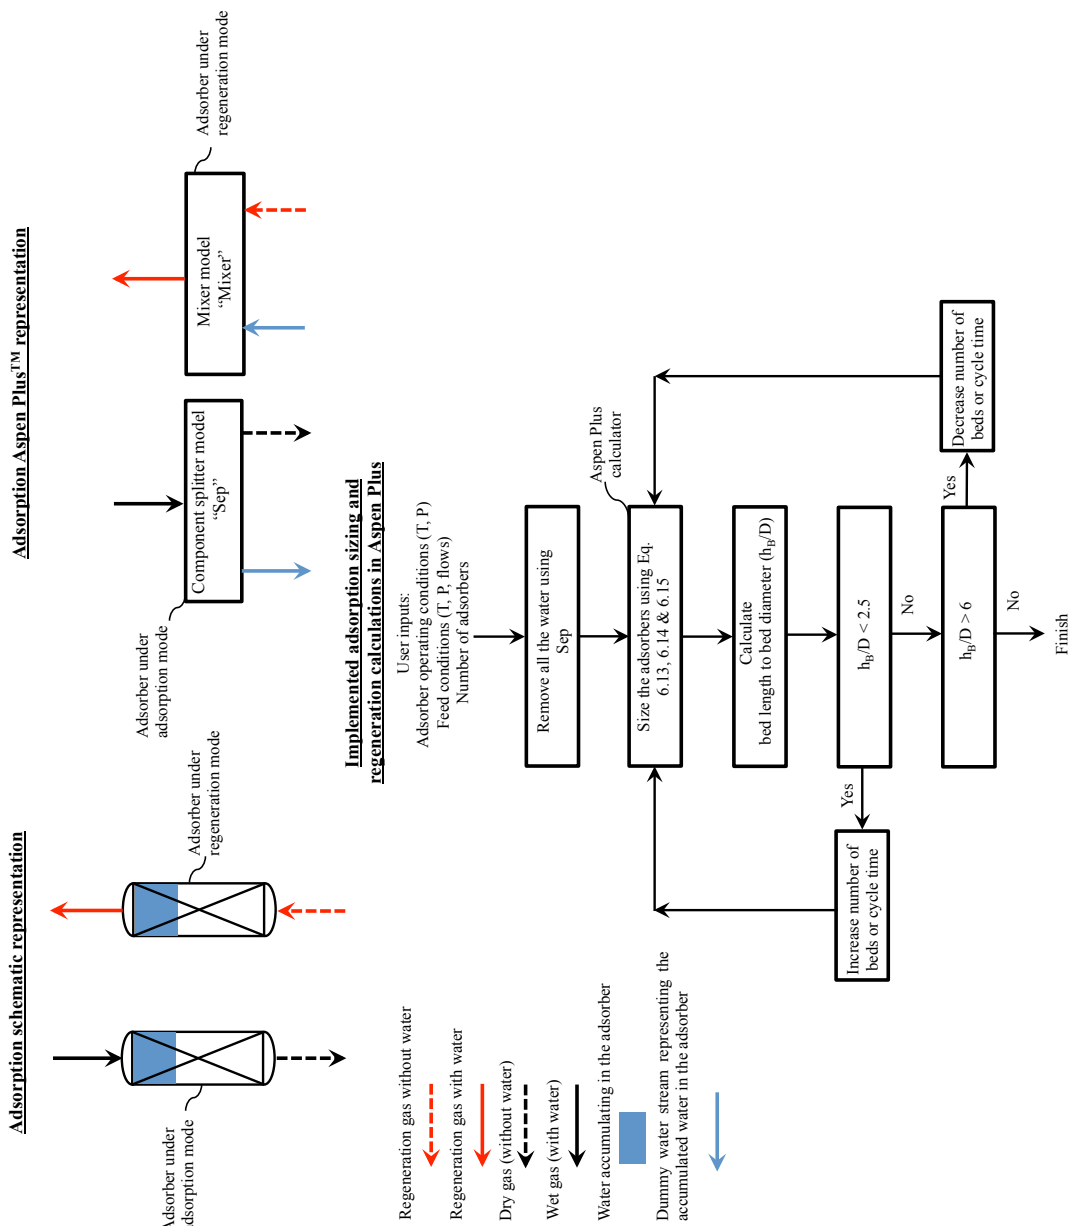 Adsorption schematic representation
Adsorber under
adsorption mode
Adsorber under
regeneration mode
Adsorption Aspen Plus™ representation
Adsorber under
adsorption mode
Component splitter model
“Sep”
Mixer model
“Mixer”
Adsorber under
regeneration mode
Regeneration gas without water
Regeneration gas with water
Dry gas (without water)
Wet gas (with water)
Water accumulating in the adsorber
Dummy water stream representing the
accumulated water in the adsorber
Implemented adsorption sizing and
regeneration calculations in Aspen Plus
User inputs:
Adsorber operating conditions (T, P)
Feed conditions (T, P, flows)
Number of adsorbers
Remove all the water using
Sep
Aspen Plus
calculator
Size the adsorbers using Eq.
6.13, 6.14 & 6.15
Calculate
bed length to bed diameter (hB/D)
hB/D < 2.5
Yes
Increase number of
beds or cycle time
No
hB/D > 6
Yes
Decrease number of
beds or cycle time
No
Finish